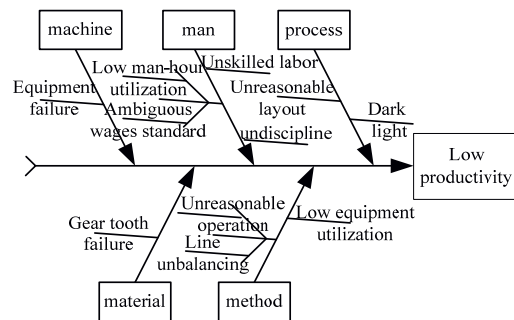 machine
man
process
Equipment
failure
Low man-hour
utilization
Ambiguous
wages standard
Unskilled labor
undiscipline
Unreasonable
layout
Dark
light
Low
productivity
Gear tooth
failure
Unreasonable
operation
Line
unbalancing
Low equipment
utilization
material
method